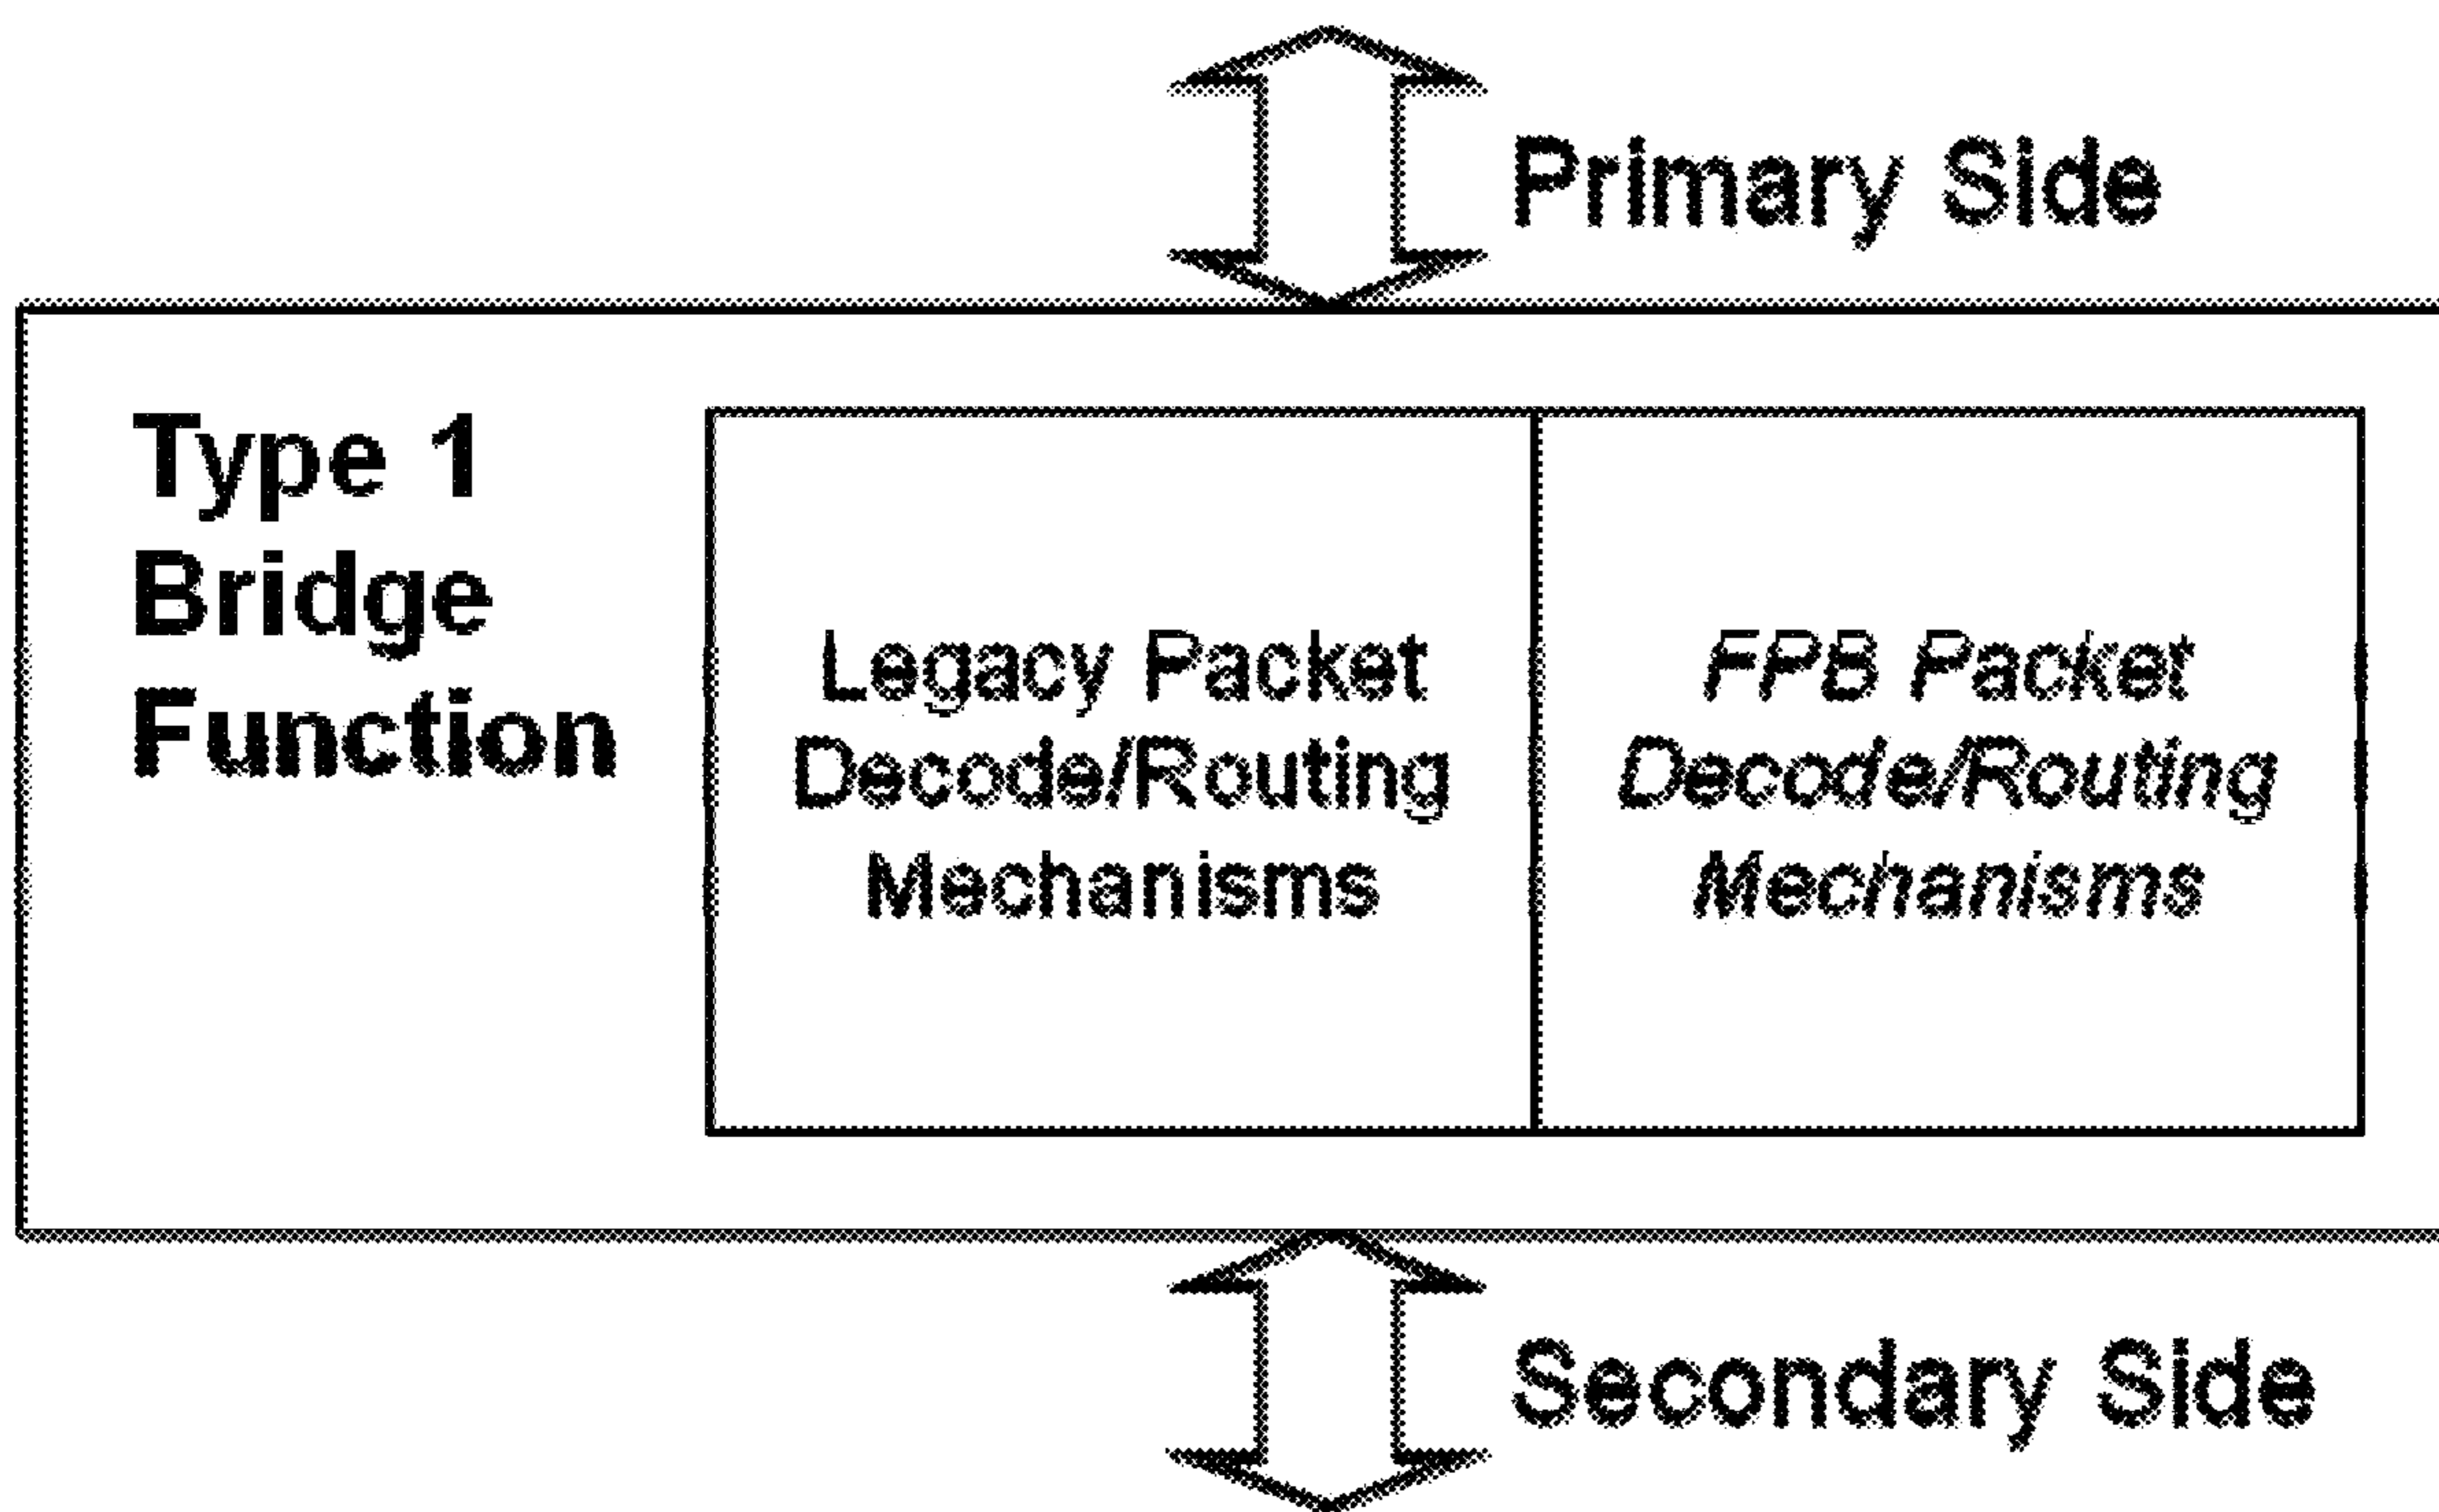 Primary Side
Type 1
Bridge
Function
Legacy Packet
Decode/Routing
Mechanisms
FPB Packet
Decode/Routing
Mechanisms
Secondary Side